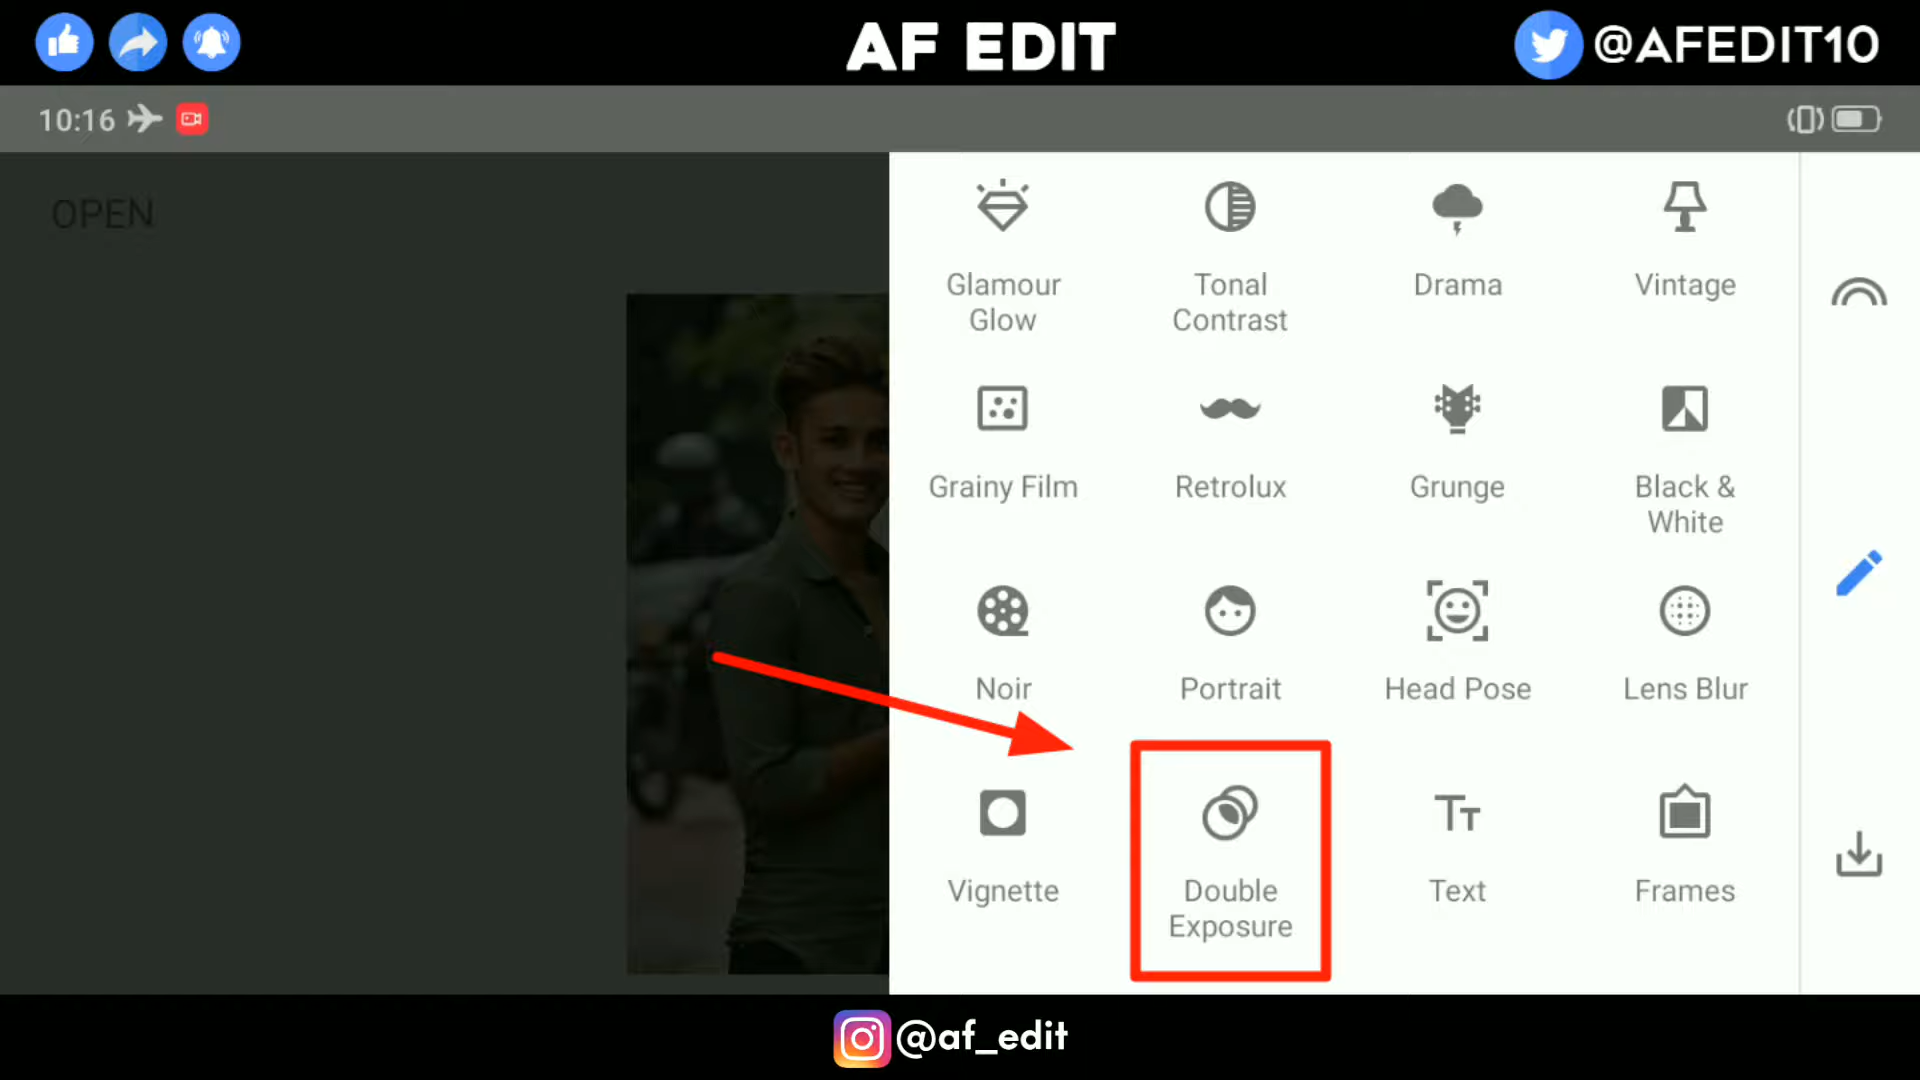 AF EDIT
@AFEDIT10
10:16
OPEN
Glamour
Glow
Tonal
Contrast
Drama
Vintage
Grainy Film
Retrolux
Grunge
Black &
White
Noir
Portrait
Head Pose
Lens Blur
Vignette
Double
Exposure
Text
Frames
@af_edit